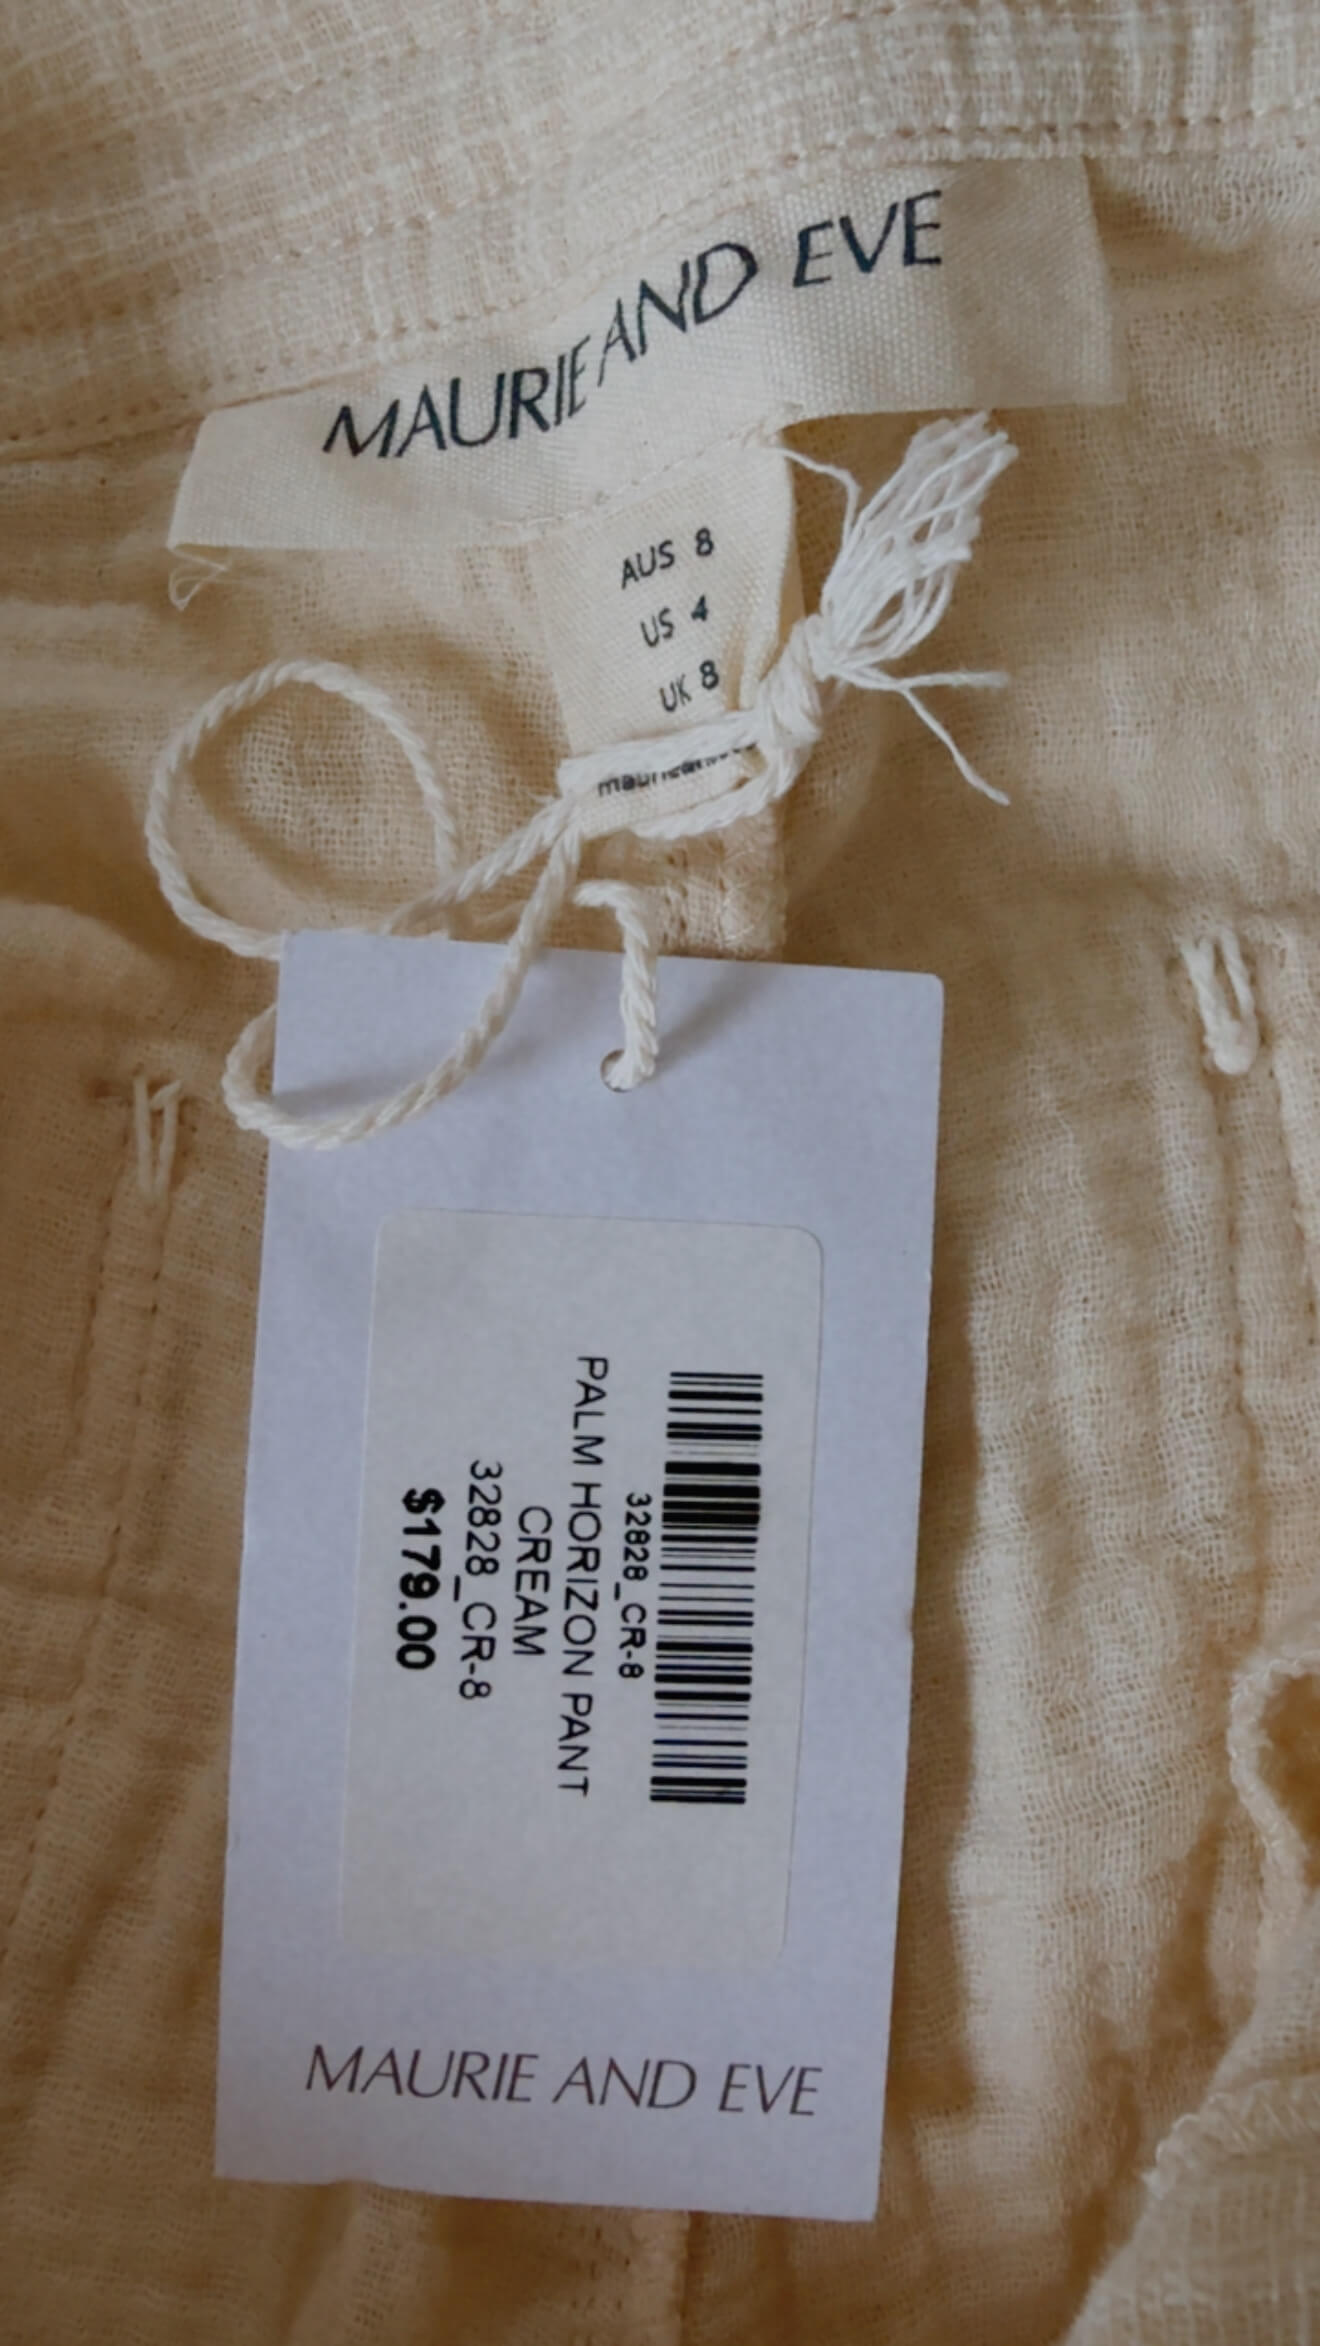 MAURIE AND EVE
AUS 8
US 4
UK 8
32828_CR-8
PALM HORIZON PANT
CREAM
32828_CR-8
$179.00
MAURIE AND EVE